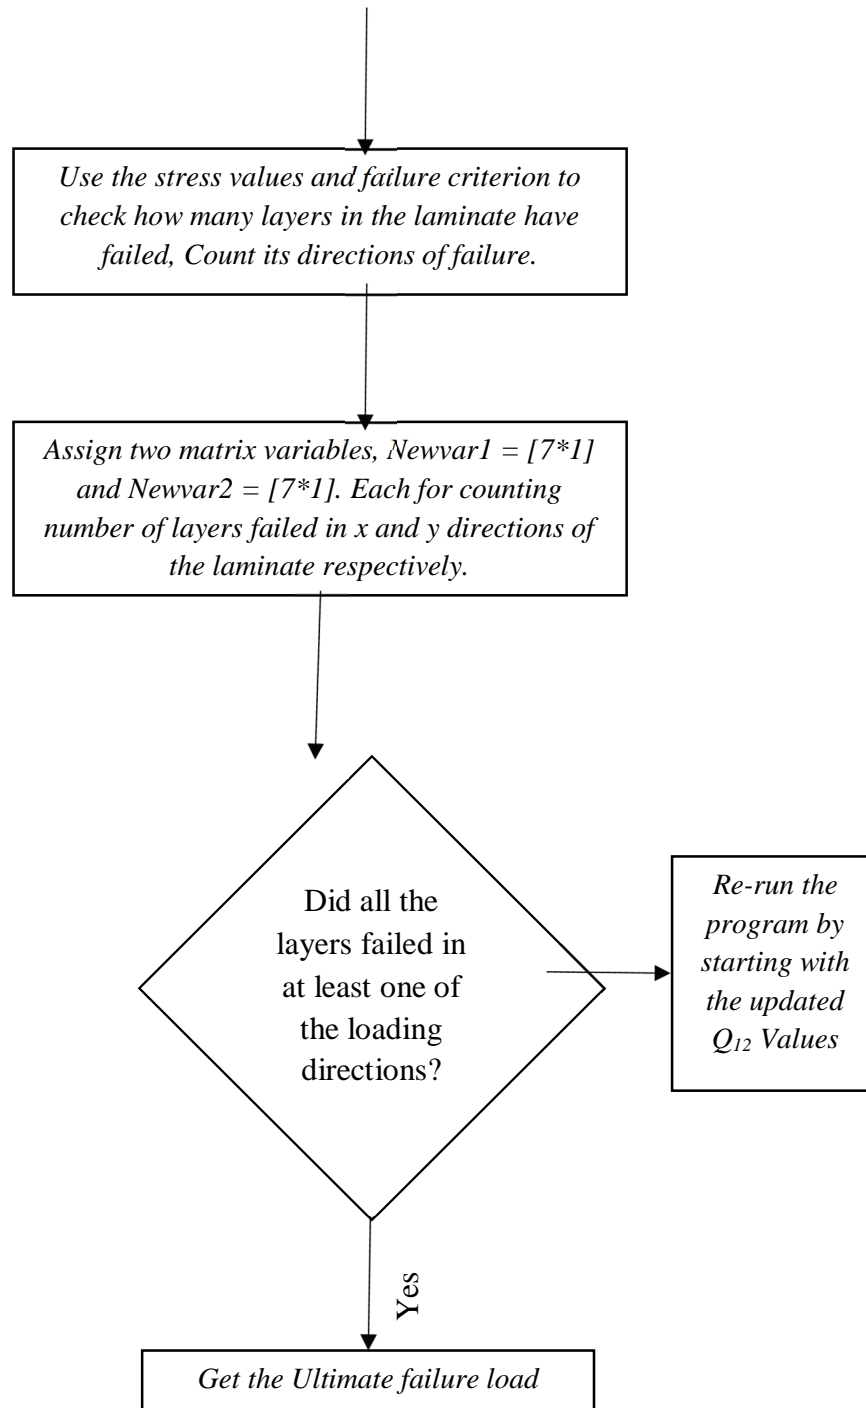 Use the stress values and failure criterion to
check how many layers in the laminate have
failed, Count its directions of failure.
Assign two matrix variables, Newvar1 = [7*1]
and Newvar2 = [7*1]. Each for counting
number of layers failed in x and y directions of
the laminate respectively.
Did all the
layers failed in
at least one of
the loading
directions?
Re-run the
program by
starting with
the updated
Q₁₂ Values
Yes
Get the Ultimate failure load